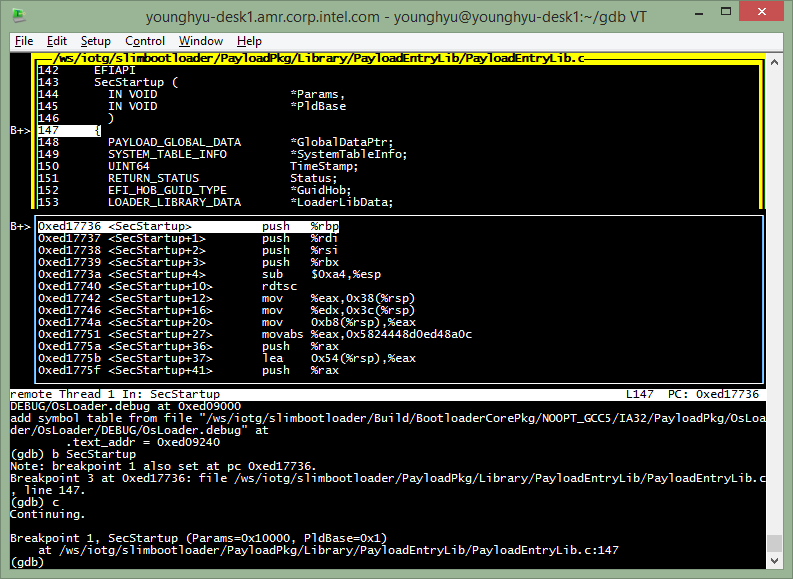 younghyu-desk1.amr.corp.intel.com - younghyu@younghyu-desk1:~/gdb VT
File Edit Setup Control Window Help
/ws/iotg/slimbootloader/PayloadPkg/Library/PayloadEntryLib/PayloadEntryLib.c
142     EFIAPI
143     SecStartup (
144       IN VOID                   *Params,
145       IN VOID                   *PldBase
146       )
B+> 147     {
148       PAYLOAD_GLOBAL_DATA       *GlobalDataPtr;
149       SYSTEM_TABLE_INFO         *SystemTableInfo;
150       UINT64                    TimeStamp;
151       RETURN_STATUS             Status;
152       EFI_HOB_GUID_TYPE         *GuidHob;
153       LOADER_LIBRARY_DATA       *LoaderLibData;
B+> 0xed17736 <SecStartup>          push   %rbp
0xed17737 <SecStartup+1>        push   %rdi
0xed17738 <SecStartup+2>        push   %rsi
0xed17739 <SecStartup+3>        push   %rbx
0xed1773a <SecStartup+4>        sub    $0xa4,%esp
0xed17740 <SecStartup+10>       rdtsc
0xed17742 <SecStartup+12>       mov    %eax,0x38(%rsp)
0xed17746 <SecStartup+16>       mov    %edx,0x3c(%rsp)
0xed1774a <SecStartup+20>       mov    0xb8(%rsp),%eax
0xed17751 <SecStartup+27>       movabs %eax,0x5824448d0ed48a0c
0xed1775a <SecStartup+36>       push   %rax
0xed1775b <SecStartup+37>       lea    0x54(%rsp),%eax
0xed1775f <SecStartup+41>       push   %rax
remote Thread 1 In: SecStartup                                    L147  PC: 0xed17736
DEBUG/OsLoader.debug at 0xed09000
add symbol table from file "/ws/iotg/slimbootloader/Build/BootloaderCorePkg/NOOPT_GCC5/IA32/PayloadPkg/OsLoa
der/OsLoader/DEBUG/OsLoader.debug" at
        .text_addr = 0xed09240
(gdb) b SecStartup
Note: breakpoint 1 also set at pc 0xed17736.
Breakpoint 3 at 0xed17736: file /ws/iotg/slimbootloader/PayloadPkg/Library/PayloadEntryLib/PayloadEntryLib.c
, line 147.
(gdb) c
Continuing.
Breakpoint 1, SecStartup (Params=0x10000, PldBase=0x1)
    at /ws/iotg/slimbootloader/PayloadPkg/Library/PayloadEntryLib/PayloadEntryLib.c:147
(gdb)